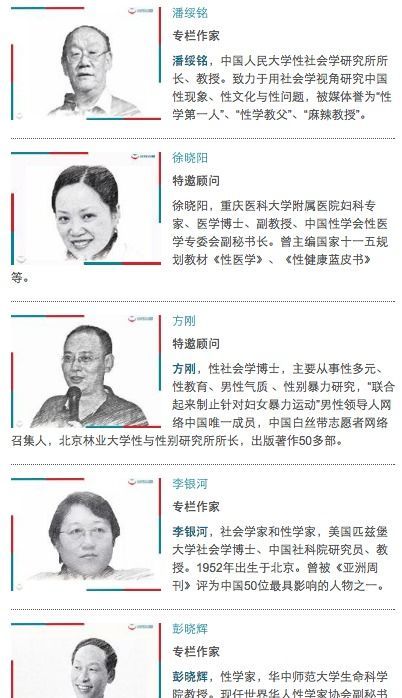 潘绥铭
专栏作家
潘绥铭，中国人民大学性社会学研究所所
长、教授。致力于用社会学视角研究中国
性现象、性文化与性问题，被媒体誉为“性
学第一人”、“性学教父”、“麻辣教授”。
徐晓阳
特邀顾问
徐晓阳，重庆医科大学附属医院妇科专
家、医学博士、副教授、中国性学会性医
学专委会副秘书长。曾主编国家十一五规
划教材《性医学》、《性健康蓝皮书》
等。
方刚
特邀顾问
方刚，性社会学博士，主要从事性多元、
性教育、男性气质 、性别暴力研究，“联合
起来制止针对妇女暴力运动”男性领导人网
络中国唯一成员，中国白丝带志愿者网络
召集人，北京林业大学性与性别研究所所长，出版著作50多部。
李银河
专栏作家
李银河，社会学家和性学家，美国匹兹堡
大学社会学博士、中国社科院研究员、教
授。1952年出生于北京。曾被《亚洲周
刊》评为中国50位最具影响的人物之一。
彭晓辉
专栏作家
彭晓辉，性学家，华中师范大学生命科学
院教授。现任世界华人性学家协会副秘书